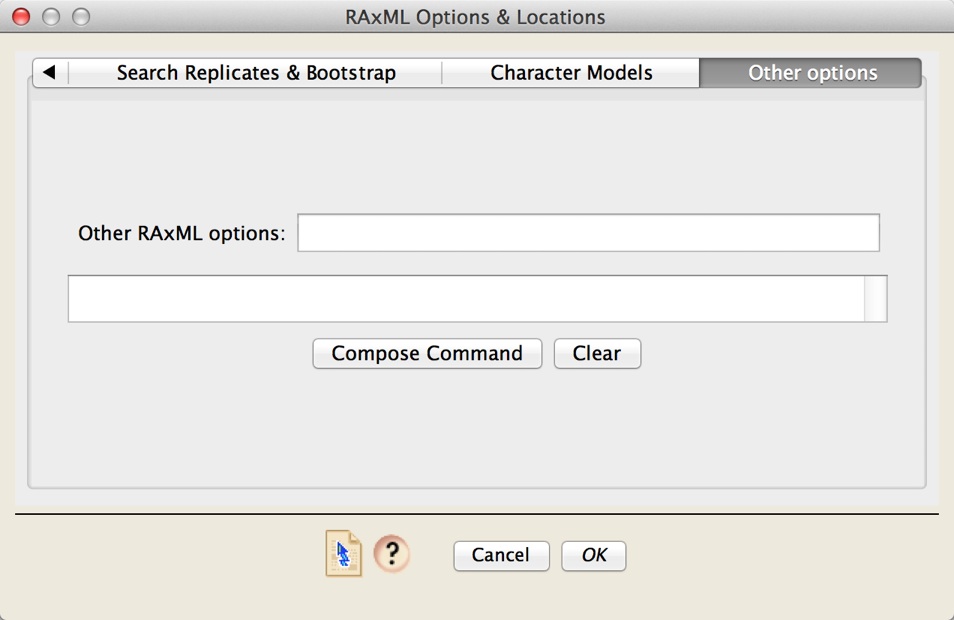 RAxML Options & Locations
Search Replicates & Bootstrap Character Models Other options
Other RAxML options:
Compose Command Clear
? Cancel OK